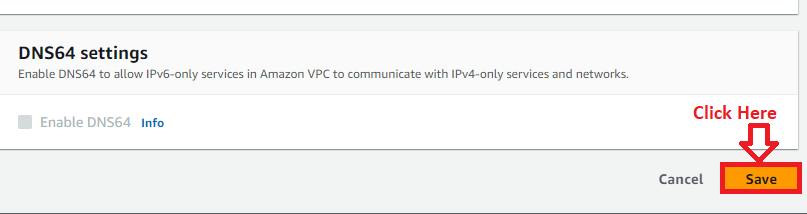 DNS64 settings
Enable DNS64 to allow IPv6-only services in Amazon VPC to communicate with IPv4-only services and networks.
Enable DNS64 Info
Click Here
Cancel Save